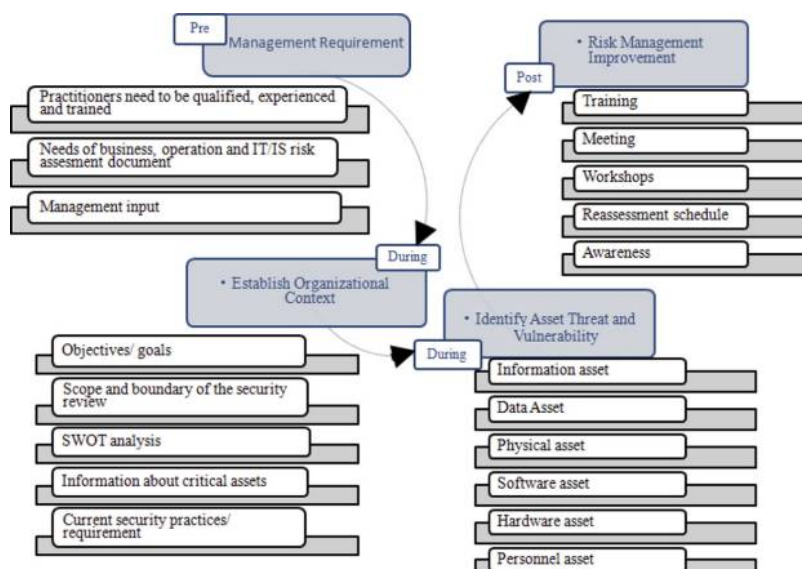 Pre
Management Requirement
Practitioners need to be qualified, experienced
and trained
Needs of business, operation and IT/IS risk
assesment document
Management input
During
• Establish Organizational
Context
Objectives/ goals
Scope and boundary of the security
review
SWOT analysis
Information about critical assets
Current security practices/
requirement
During
• Identify Asset Threat and
Vulnerability
Information asset
Data Asset
Physical asset
Software asset
Hardware asset
Personnel asset
Post
• Risk Management
Improvement
Training
Meeting
Workshops
Reassessment schedule
Awareness